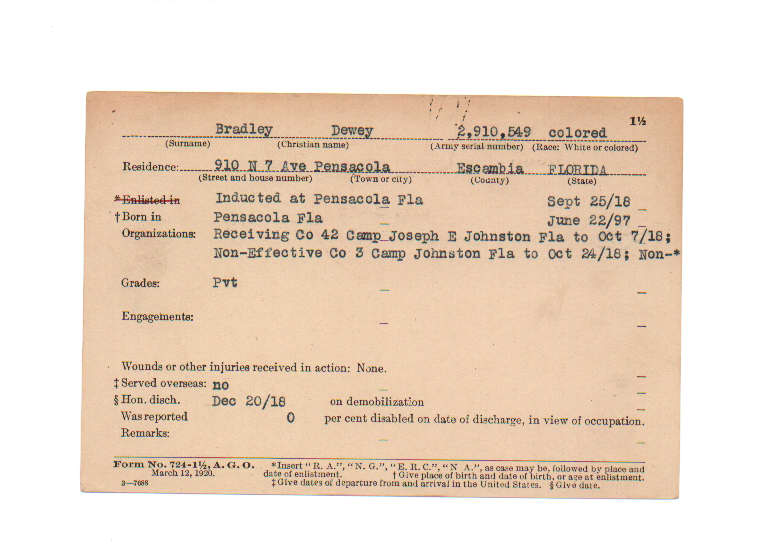 1½
Bradley Dewey 2,910,549 colored
(Surname) (Christian name) (Army serial number) (Race: White or colored)
Residence: 910 N 7 Ave Pensacola Escambia FLORIDA
(Street and house number) (Town or city) (County) (State)
*Enlisted in Inducted at Pensacola Fla Sept 25/18
†Born in Pensacola Fla June 22/97
Organizations: Receiving Co 42 Camp Joseph E Johnston Fla to Oct 7/18;
Non-Effective Co 3 Camp Johnston Fla to Oct 24/18; Non-*
Grades: Pvt
Engagements:
Wounds or other injuries received in action: None.
‡Served overseas: no
§Hon. disch. Dec 20/18 on demobilization
Was reported 0 per cent disabled on date of discharge, in view of occupation.
Remarks:
Form No. 724-1½, A. G. O. *Insert "R. A.", "N. G.", "E. R. C.", "N A.", as case may be, followed by place and
March 12, 1920. date of enlistment. †Give place of birth and date of birth, or age at enlistment.
3—7688 ‡Give dates of departure from and arrival in the United States. §Give date.